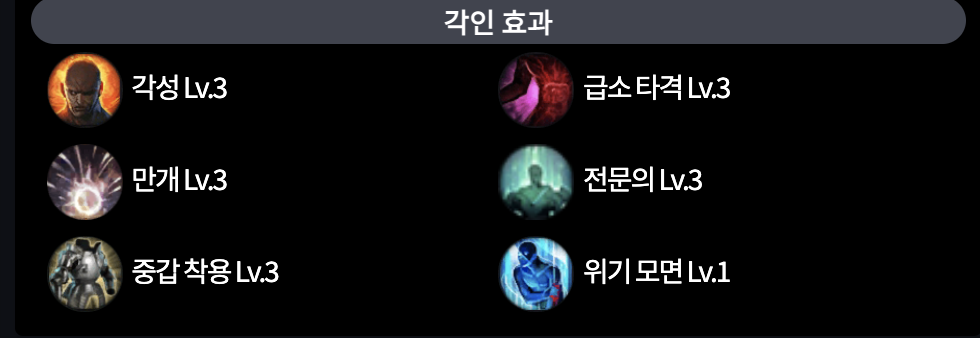 각인 효과
각성 Lv.3
급소 타격 Lv.3
만개 Lv.3
전문의 Lv.3
중갑 착용 Lv.3
위기 모면 Lv.1